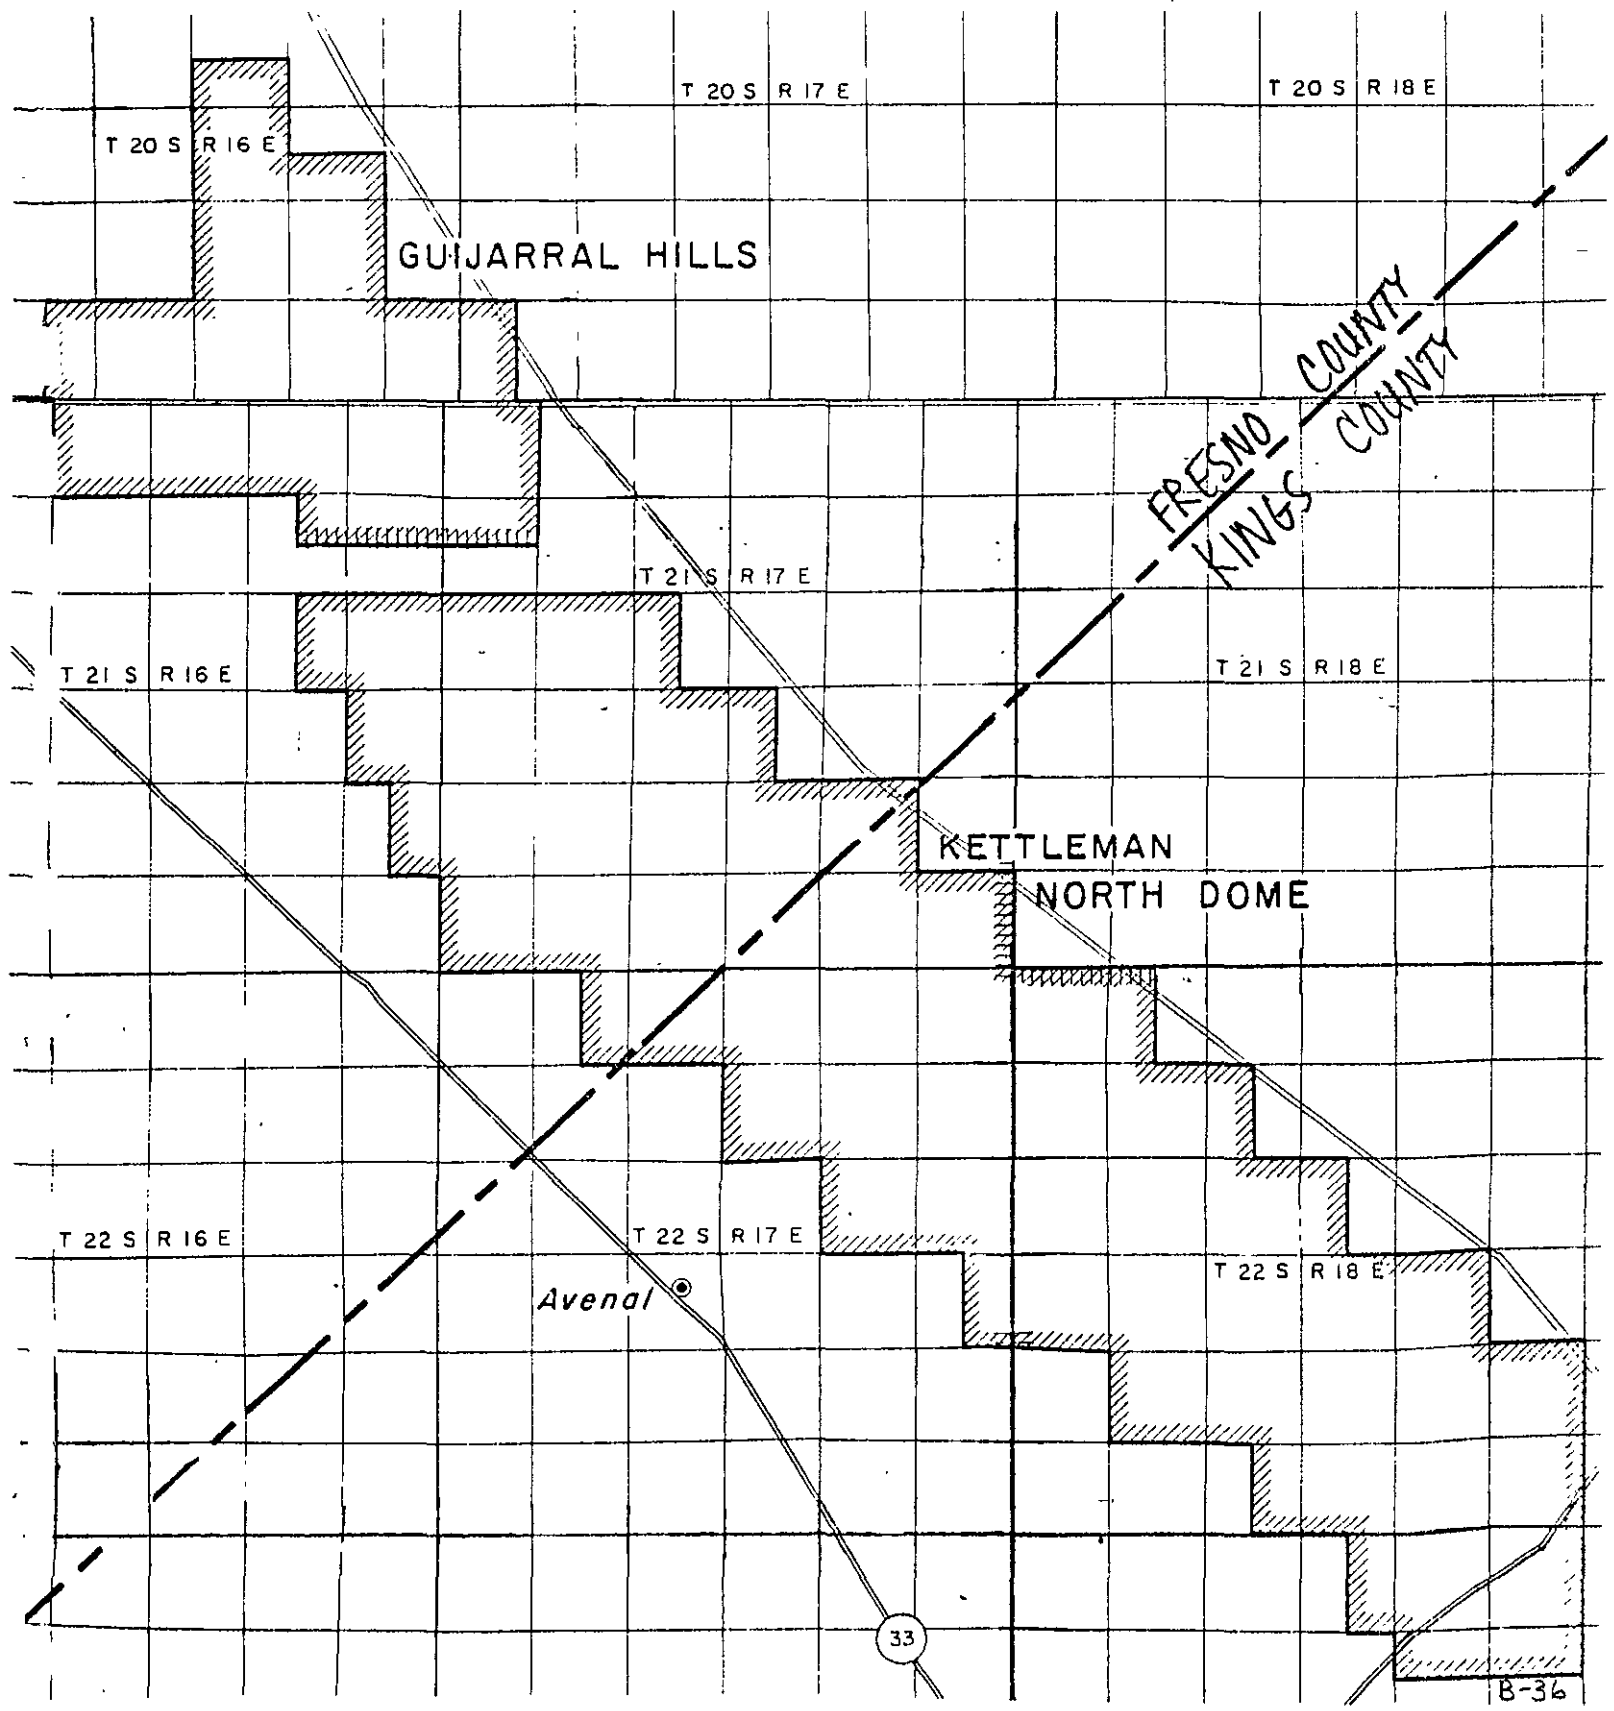 T 20 S R 17 E
T 20 S R 18 E
T 20 S R 16 E
GUIJARRAL HILLS
FRESNO COUNTY
KINGS COUNTY
T 21 S R 17 E
T 21 S R 16 E
T 21 S R 18 E
KETTLEMAN
NORTH DOME
T 22 S R 16 E
T 22 S R 17 E
T 22 S R 18 E
Avenal
33
B-36